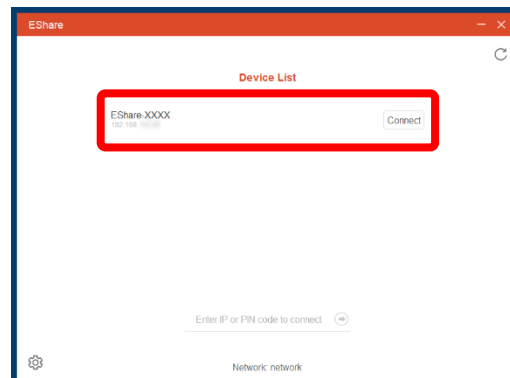 EShare
Device List
EShare-XXXX
192.168.
Connect
Enter IP or PIN code to connect
Network: network